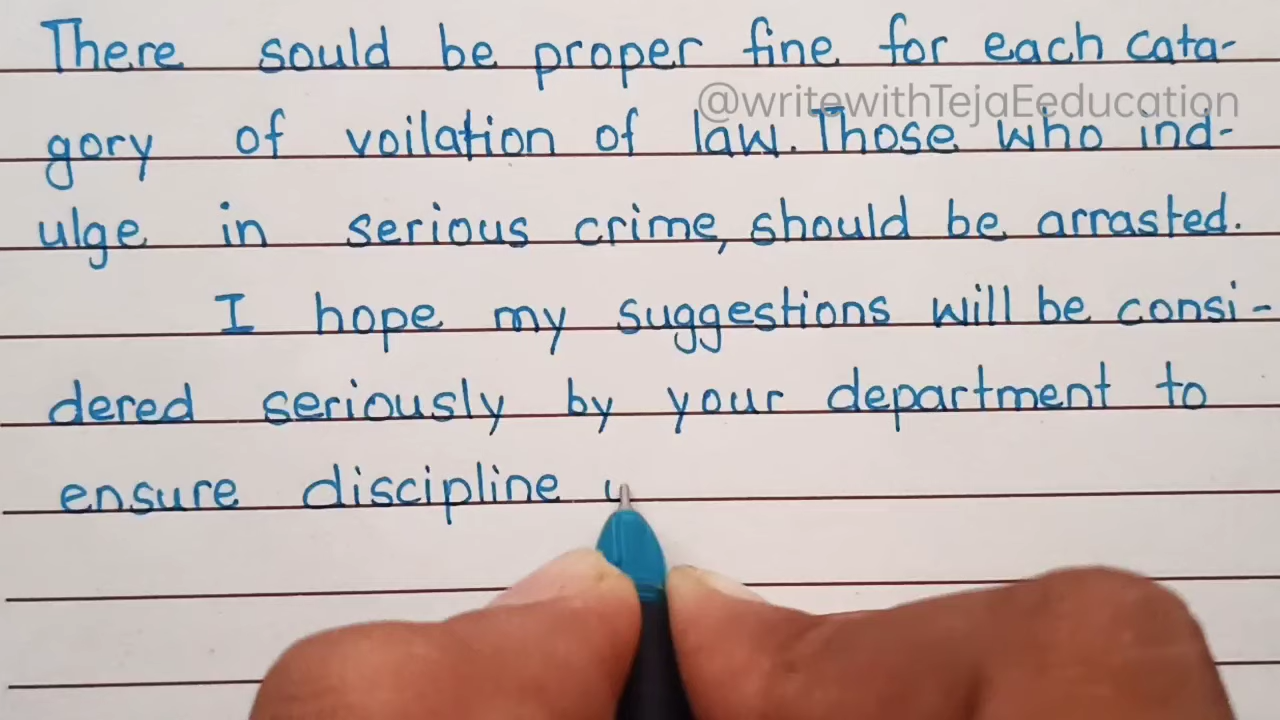 There sould be proper fine for each cata-
@writewithTejaEeducation
gory of voilation of law. Those who ind-
ulge in serious crime, should be arrasted.
I hope my suggestions will be consi-
dered seriously by your department to
ensure discipline